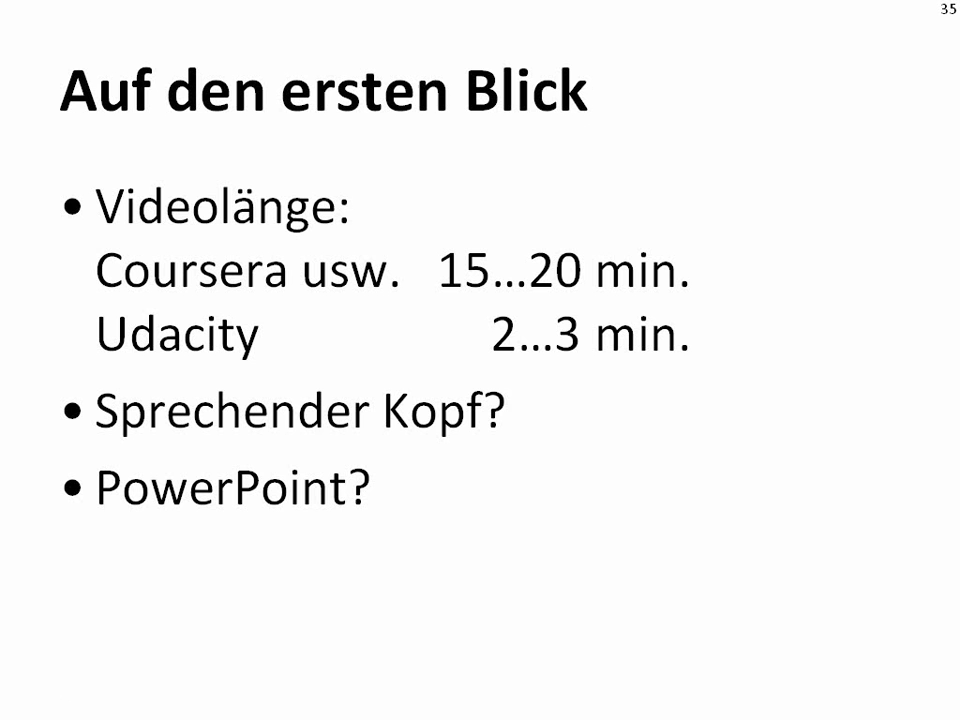 35
Auf den ersten Blick
• Videolänge:
Coursera usw. 15…20 min.
Udacity 2…3 min.
• Sprechender Kopf?
• PowerPoint?